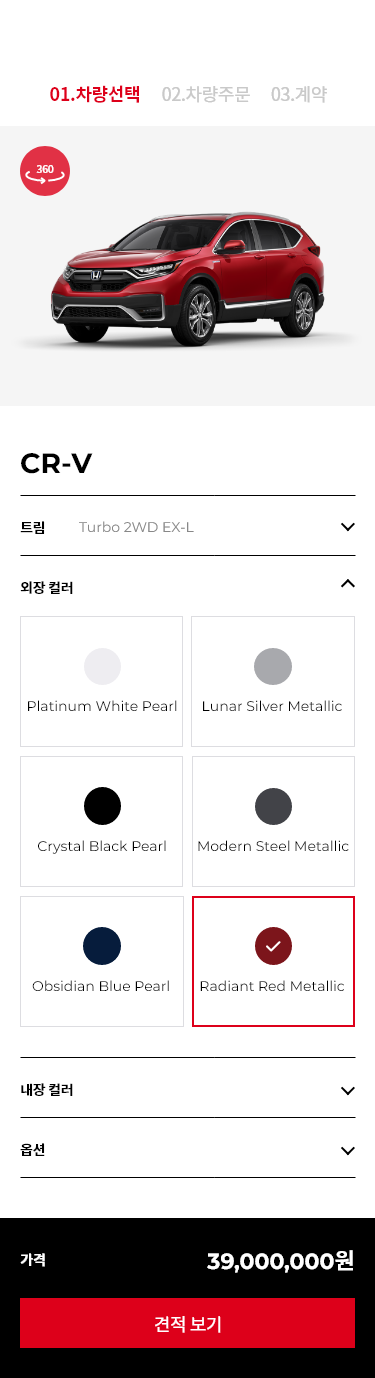 01.차량선택 02.차량주문 03.계약
360
CR-V
트림 Turbo 2WD EX-L
외장 컬러
Platinum White Pearl Lunar Silver Metallic
Crystal Black Pearl Modern Steel Metallic
Obsidian Blue Pearl Radiant Red Metallic
내장 컬러
옵션
가격 39,000,000원
견적 보기